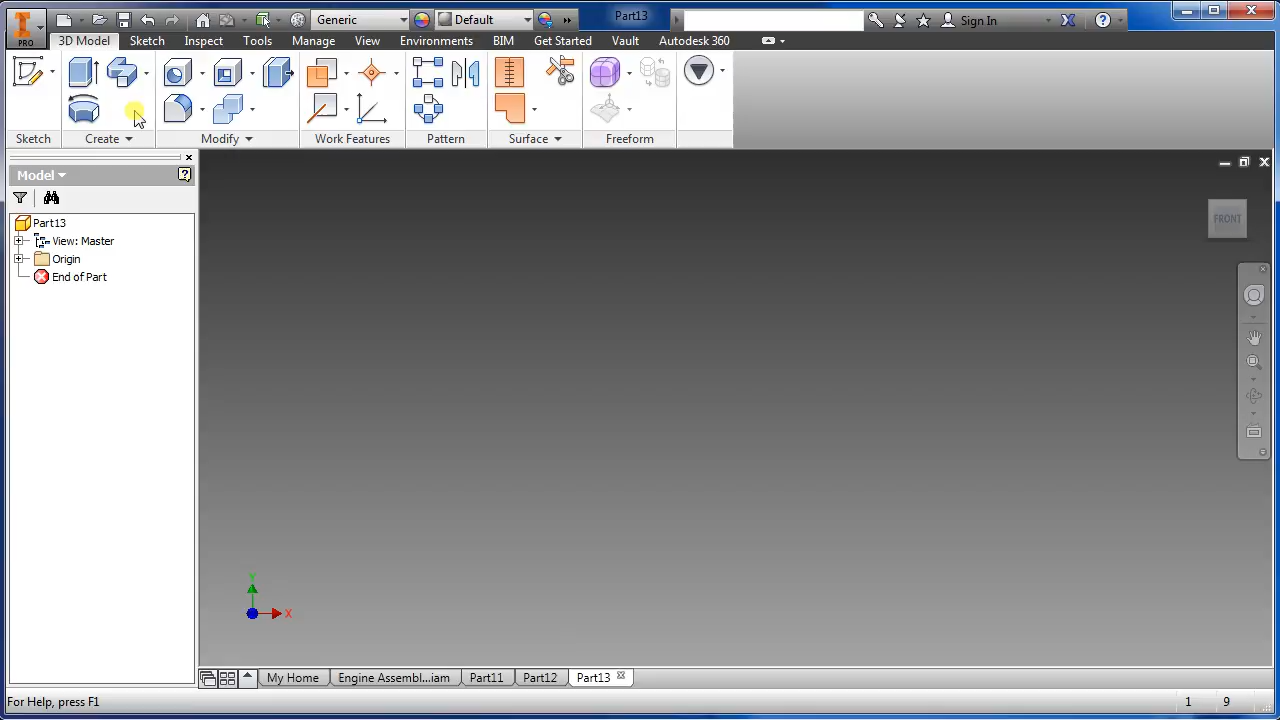 PRO
Generic
Default
Part13
Sign In
3D Model
Sketch
Inspect
Tools
Manage
View
Environments
BIM
Get Started
Vault
Autodesk 360
Sketch
Create
Modify
Work Features
Pattern
Surface
Freeform
Model
Part13
View: Master
Origin
End of Part
FRONT
Y
X
My Home
Engine Assembl...iam
Part11
Part12
Part13
For Help, press F1
1
9